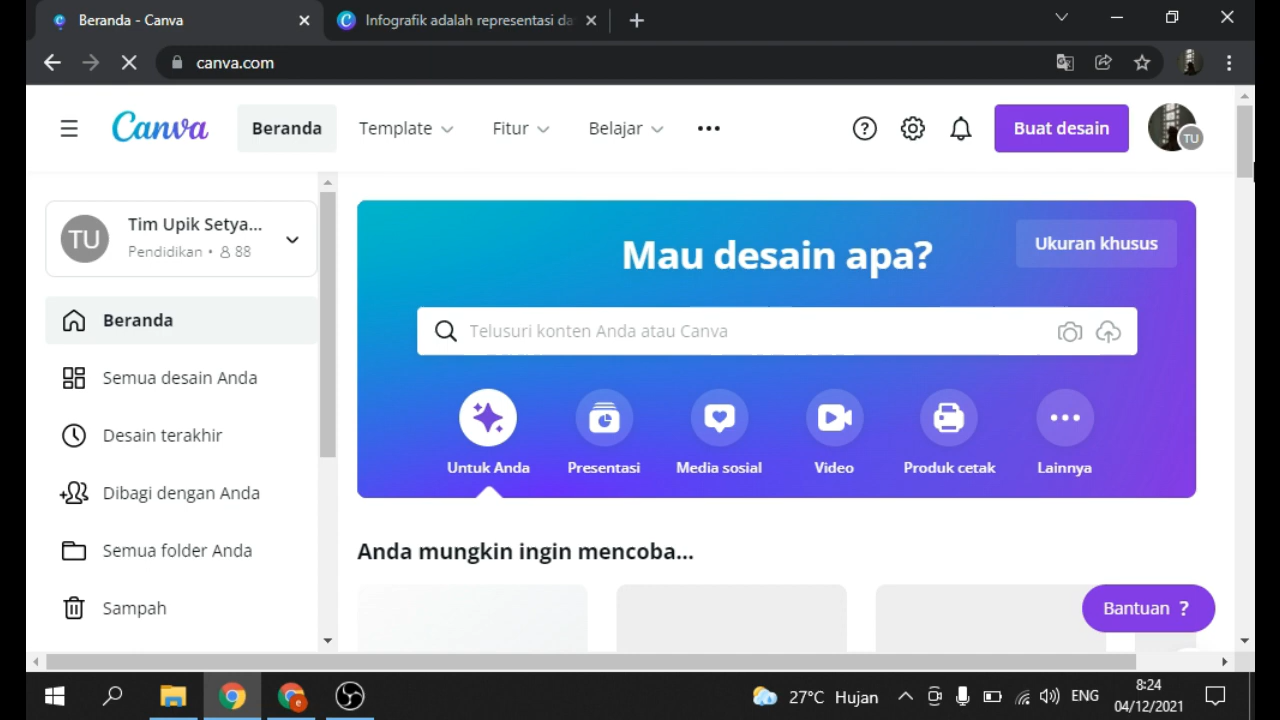 Beranda - Canva
Infografik adalah representasi da
canva.com
Canva
Beranda
Template
Fitur
Belajar
Buat desain
TU
TU
Tim Upik Setya...
Pendidikan • 88
Beranda
Semua desain Anda
Desain terakhir
Dibagi dengan Anda
Semua folder Anda
Sampah
Mau desain apa?
Ukuran khusus
Telusuri konten Anda atau Canva
Untuk Anda
Presentasi
Media sosial
Video
Produk cetak
Lainnya
Anda mungkin ingin mencoba...
Bantuan ?
27°C Hujan
ENG
8:24
04/12/2021